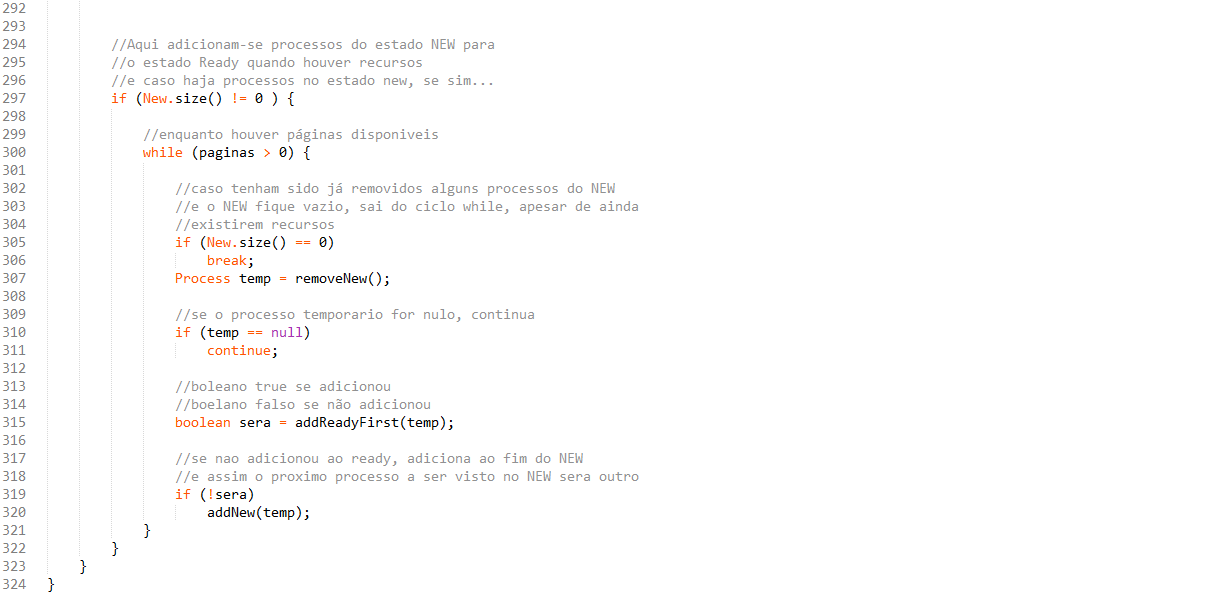 292
293
294 //Aqui adicionam-se processos do estado NEW para
295 //o estado Ready quando houver recursos
296 //e caso haja processos no estado new, se sim...
297 if (New.size() != 0 ) {
298
299 //enquanto houver páginas disponiveis
300 while (paginas > 0) {
301
302 //caso tenham sido já removidos alguns processos do NEW
303 //e o NEW fique vazio, sai do ciclo while, apesar de ainda
304 //existirem recursos
305 if (New.size() == 0)
306 break;
307 Process temp = removeNew();
308
309 //se o processo temporario for nulo, continua
310 if (temp == null)
311 continue;
312
313 //boleano true se adicionou
314 //boelano falso se não adicionou
315 boolean sera = addReadyFirst(temp);
316
317 //se nao adicionou ao ready, adiciona ao fim do NEW
318 //e assim o proximo processo a ser visto no NEW sera outro
319 if (!sera)
320 addNew(temp);
321 }
322 }
323 }
324 }